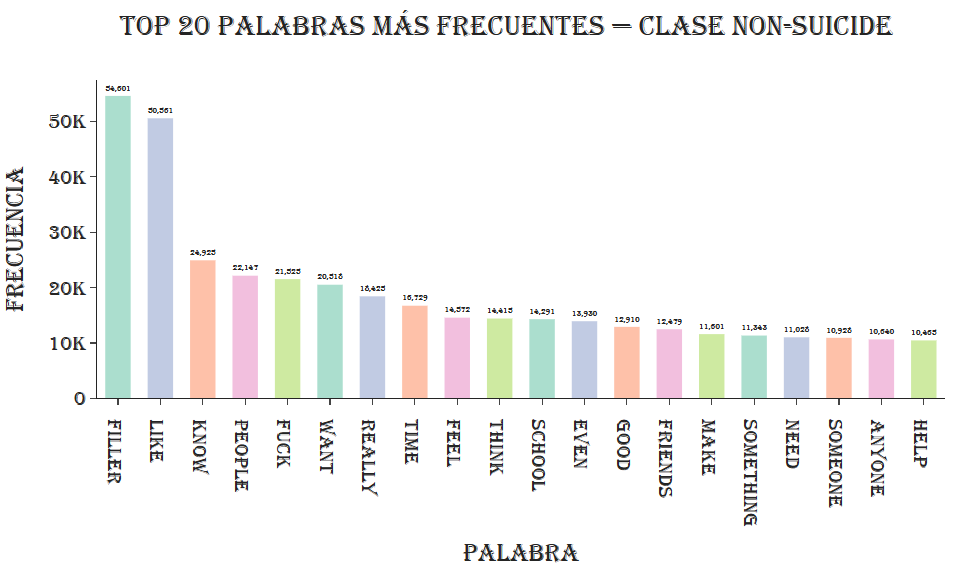 TOP 20 PALABRAS MÁS FRECUENTES — CLASE NON-SUICIDE
FRECUENCIA
50K
40K
30K
20K
10K
0
54,601
50,561
24,925
22,147
21,525
20,518
18,425
16,729
14,572
14,415
14,291
13,930
12,910
12,479
11,601
11,343
11,028
10,928
10,640
10,465
FILLER
LIKE
KNOW
PEOPLE
FUCK
WANT
REALLY
TIME
FEEL
THINK
SCHOOL
EVEN
GOOD
FRIENDS
MAKE
SOMETHING
NEED
SOMEONE
ANYONE
HELP
PALABRA